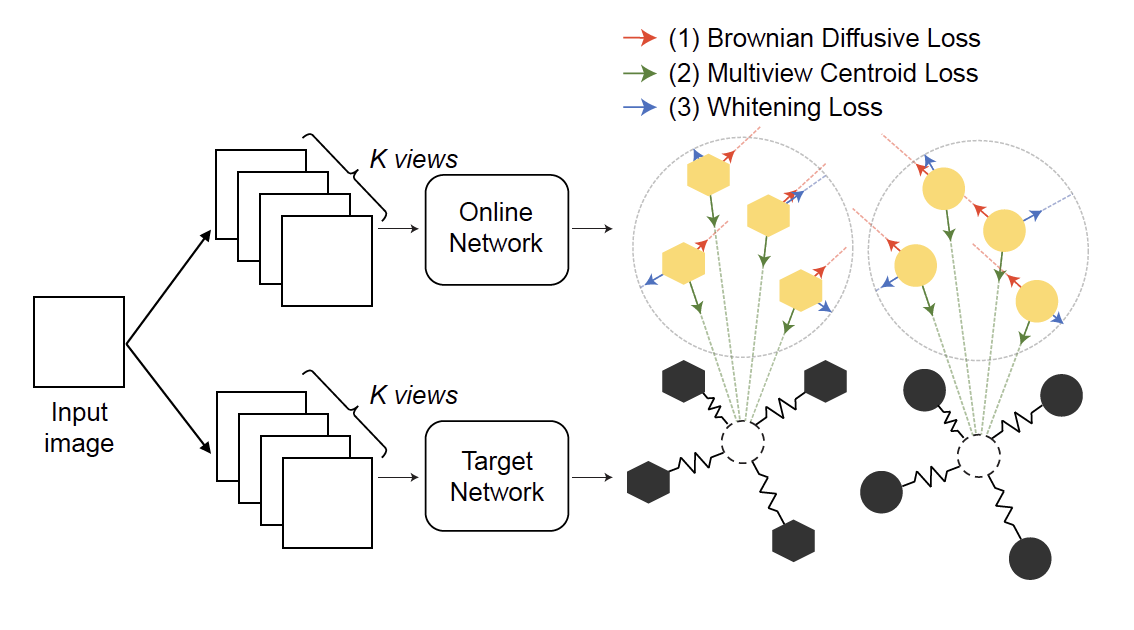 (1) Brownian Diffusive Loss
(2) Multiview Centroid Loss
(3) Whitening Loss
K views
Online
Network
Input
image
K views
Target
Network